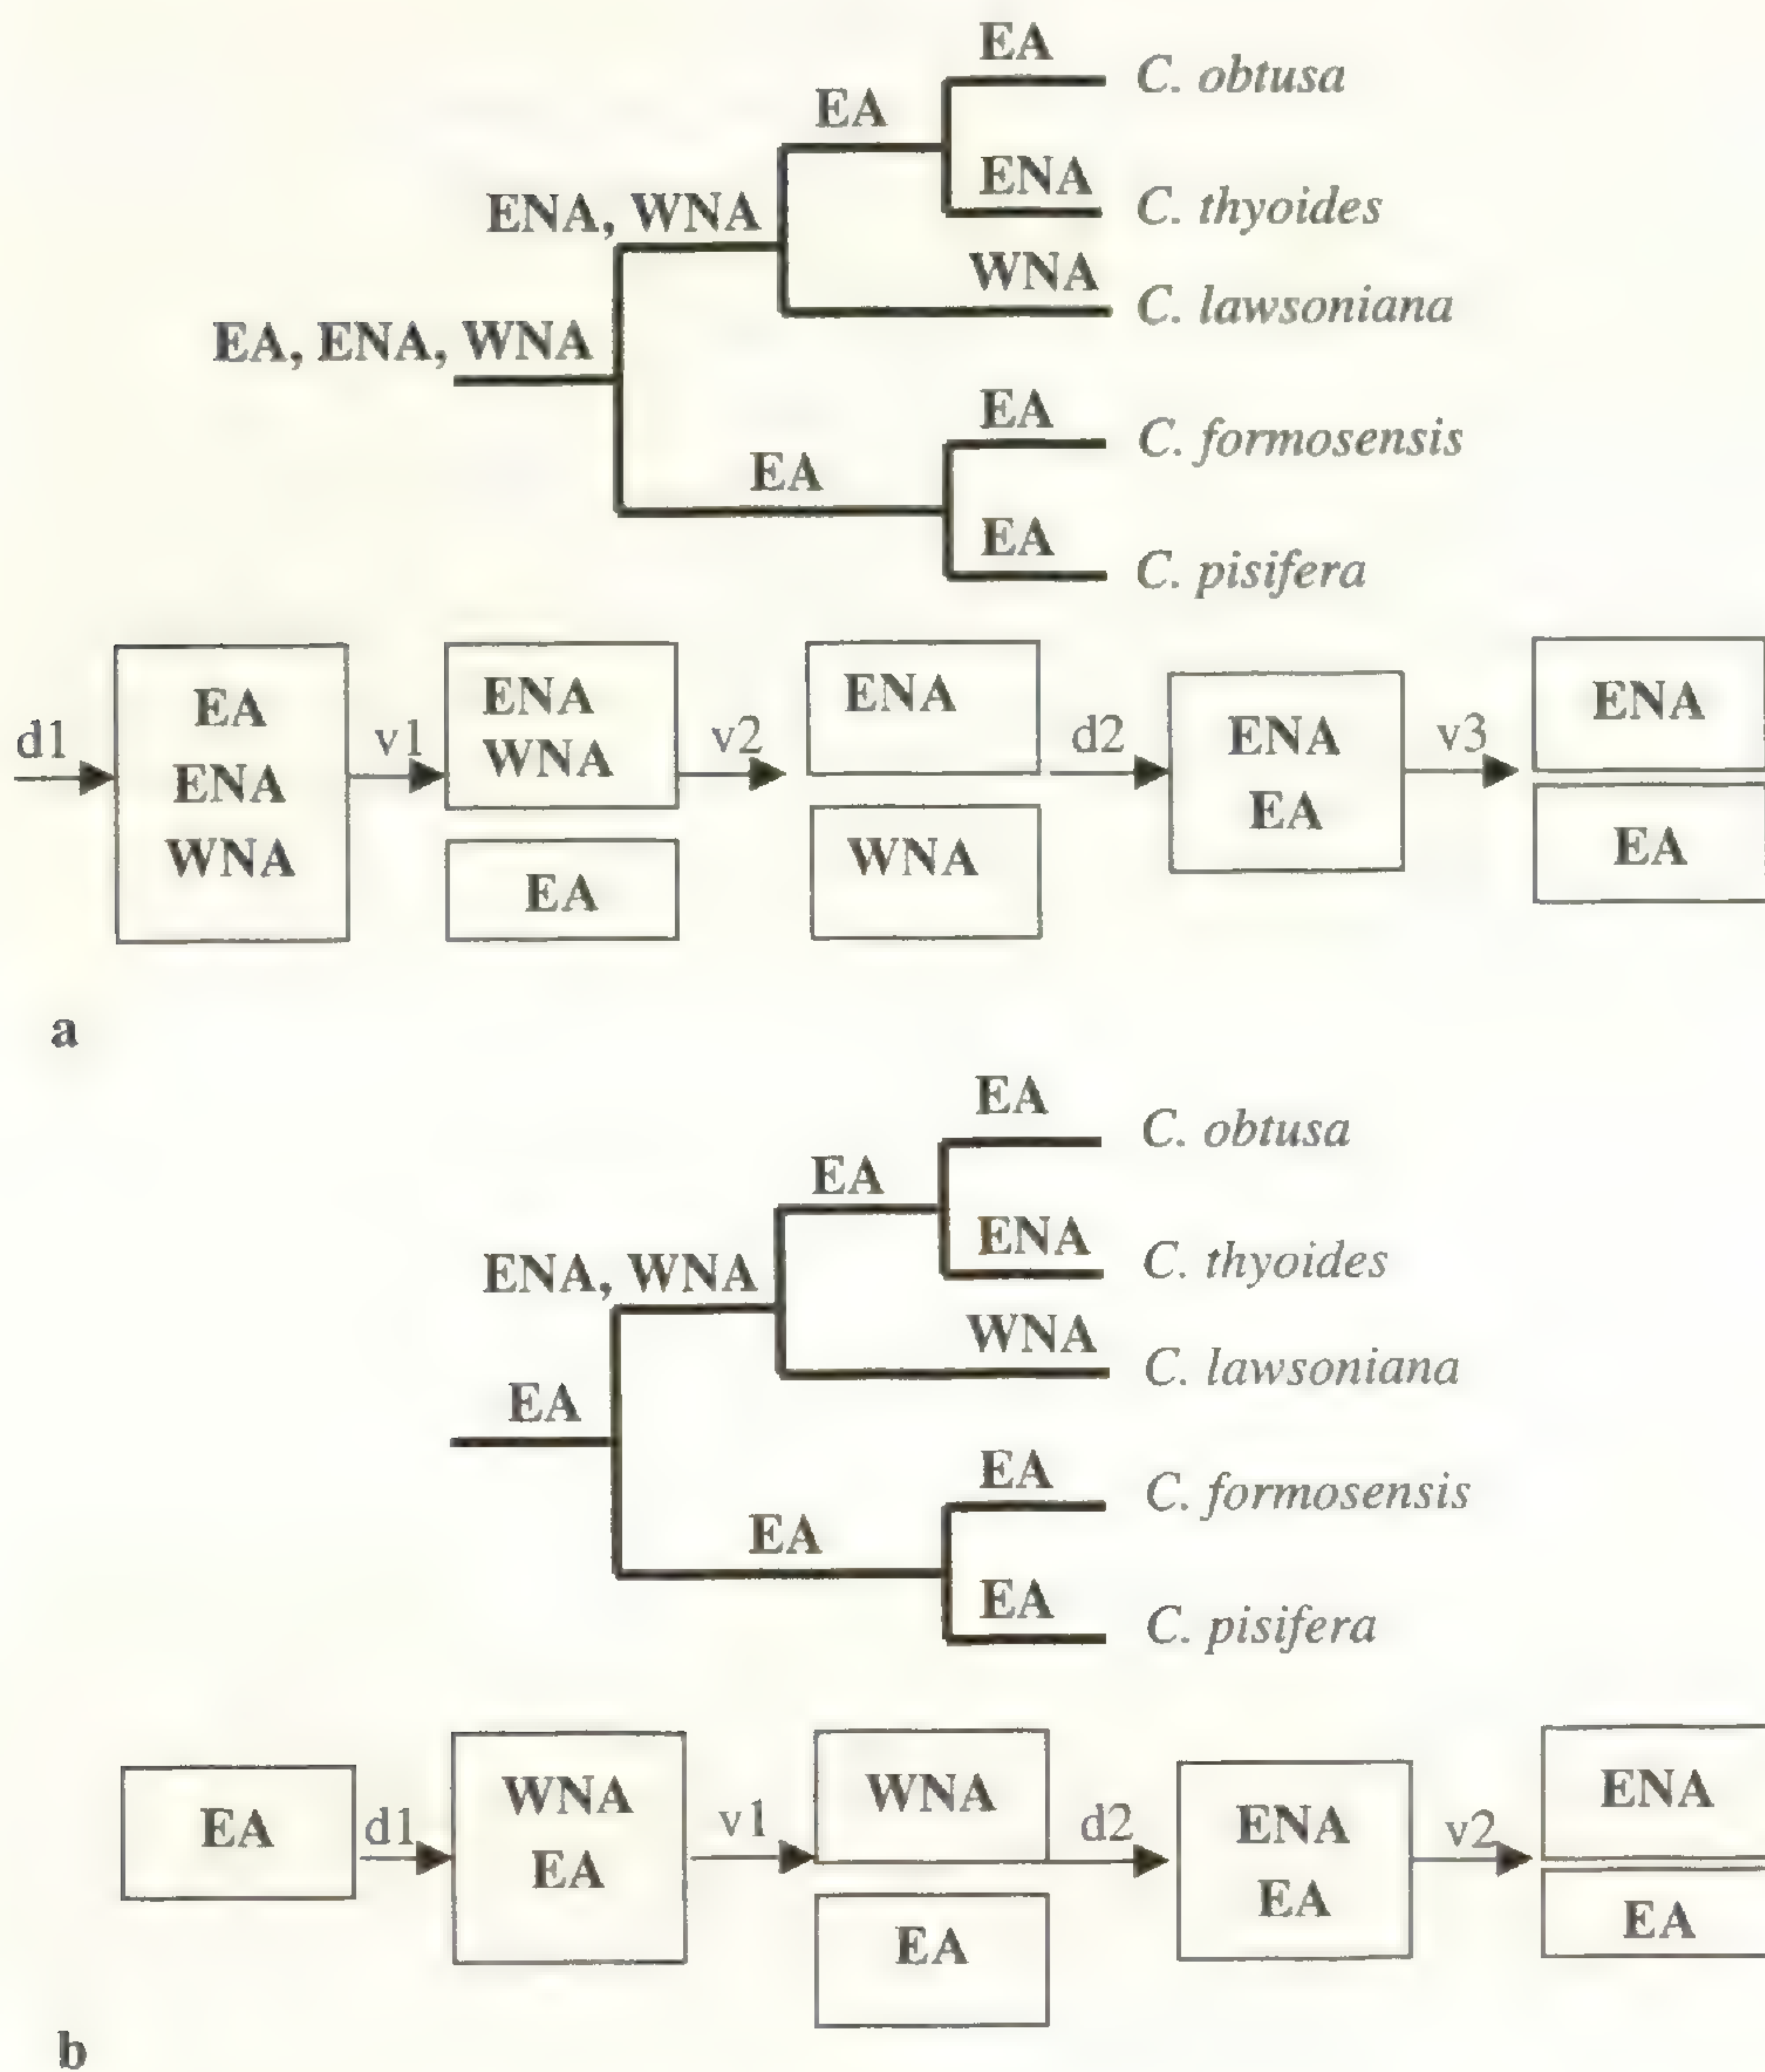 EA
C. obtusa
EA
ENA
C. thyoides
ENA, WNA
WNA
C. lawsoniana
EA, ENA, WNA
EA
C. formosensis
EA
EA
C. pisifera
d1
EA
ENA
WNA
v1
ENA
WNA
EA
v2
ENA
WNA
d2
ENA
EA
v3
ENA
EA
a
EA
C. obtusa
EA
ENA
C. thyoides
ENA, WNA
WNA
C. lawsoniana
EA
EA
C. formosensis
EA
EA
C. pisifera
EA
d1
WNA
EA
v1
WNA
EA
d2
ENA
EA
v2
ENA
EA
b